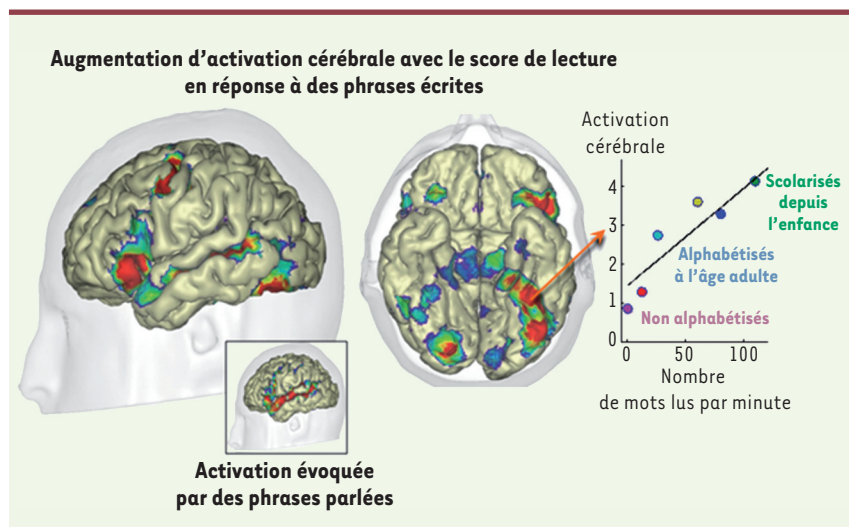 Augmentation d’activation cérébrale avec le score de lecture
en réponse à des phrases écrites
Activation
cérébrale
4
3
2
1
0
Scolarisés
depuis
l’enfance
Alphabétisés
à l’âge adulte
Non alphabétisés
0 50 100
Nombre
de mots lus par minute
Activation évoquée
par des phrases parlées